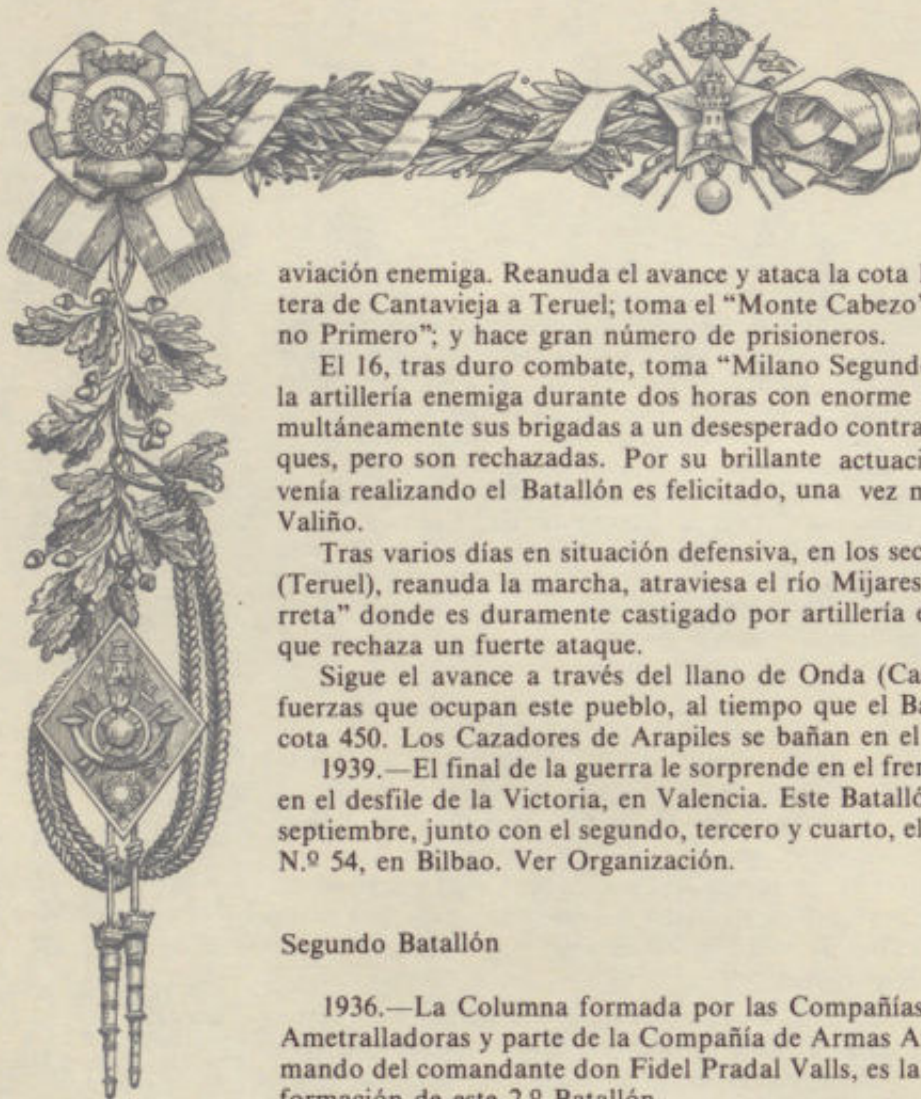 aviación enemiga. Reanuda el avance y ataca la cota
tera de Cantavieja a Teruel; toma el “Monte Cabezo”
no Primero”; y hace gran número de prisioneros.
El 16, tras duro combate, toma “Milano Segund
la artillería enemiga durante dos horas con enorme
multáneamente sus brigadas a un desesperado contra
ques, pero son rechazadas. Por su brillante actuaci
venía realizando el Batallón es felicitado, una vez
Valiño.
Tras varios días en situación defensiva, en los sec
(Teruel), reanuda la marcha, atraviesa el río Mijares
rreta” donde es duramente castigado por artillería
que rechaza un fuerte ataque.
Sigue el avance a través del llano de Onda (Ca
fuerzas que ocupan este pueblo, al tiempo que el Ba
cota 450. Los Cazadores de Arapiles se bañan en el
1939.—El final de la guerra le sorprende en el fren
en el desfile de la Victoria, en Valencia. Este Batalló
septiembre, junto con el segundo, tercero y cuarto, el
N.º 54, en Bilbao. Ver Organización.
Segundo Batallón
1936.—La Columna formada por las Compañías
Ametralladoras y parte de la Compañía de Armas A
mando del comandante don Fidel Pradal Valls, es la
formación de este 2.º Batallón